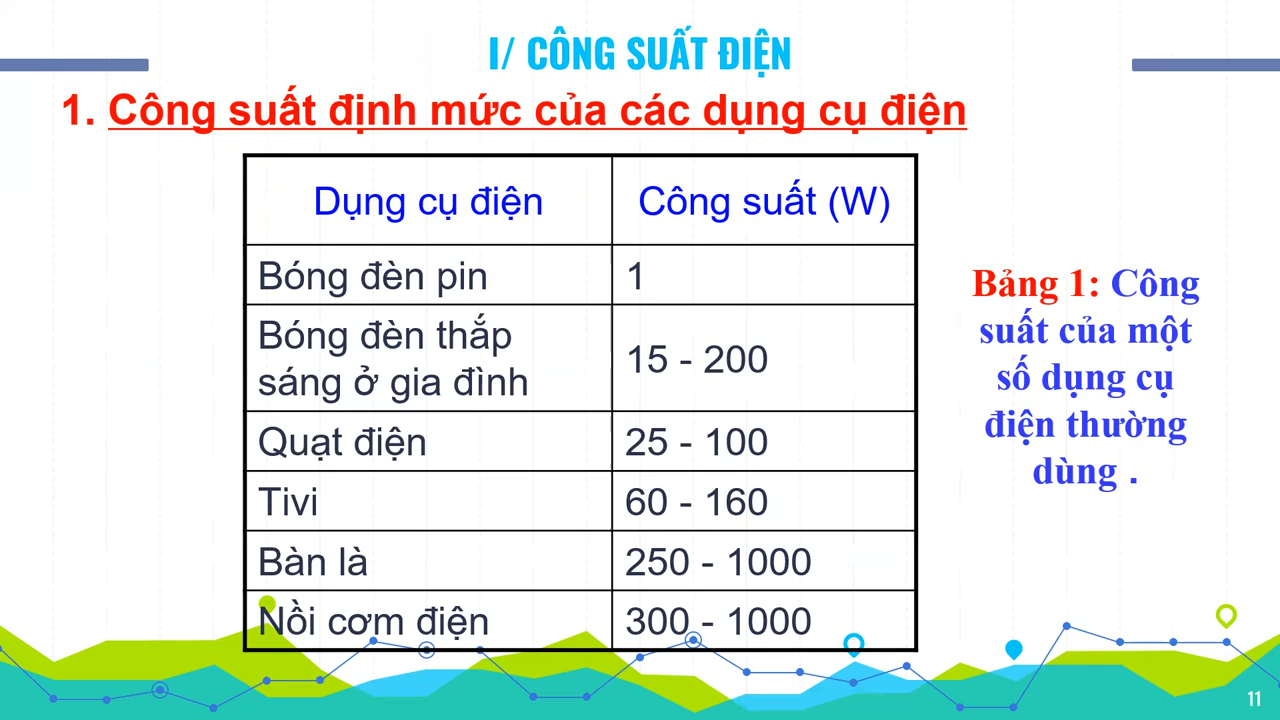 I/ CÔNG SUẤT ĐIỆN
1. Công suất định mức của các dụng cụ điện
Dụng cụ điện
Công suất (W)
Bóng đèn pin
1
Bóng đèn thắp
sáng ở gia đình
15 - 200
Quạt điện
25 - 100
Tivi
60 - 160
Bàn là
250 - 1000
Nồi cơm điện
300 - 1000
Bảng 1: Công
suất của một
số dụng cụ
điện thường
dùng .
11